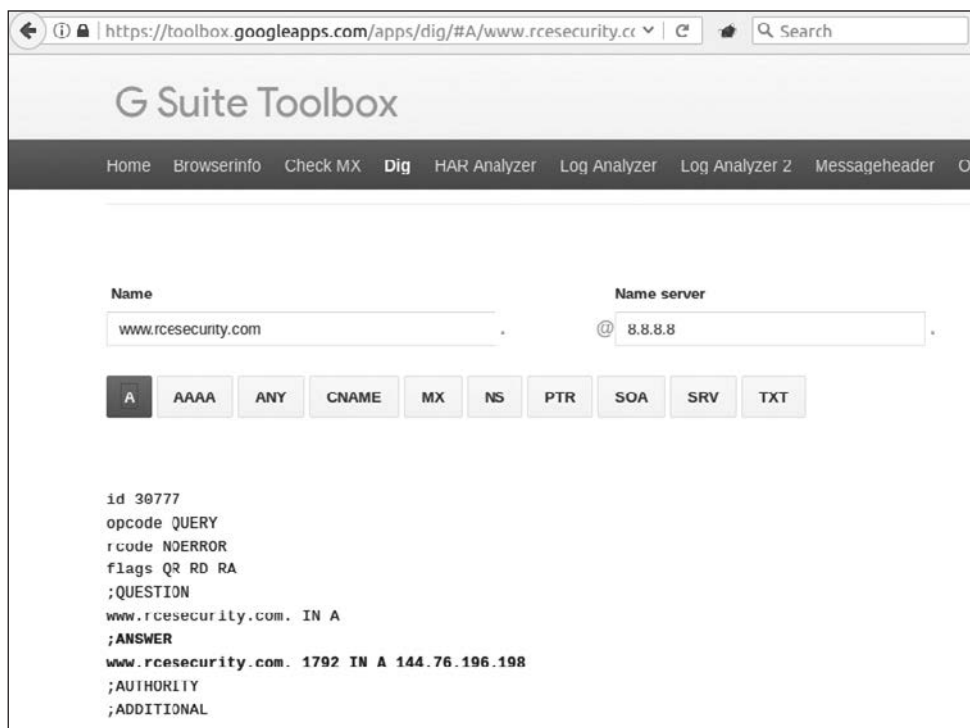 https://toolbox.googleapps.com/apps/dig/#A/www.rcesecurity.cc
Search
G Suite Toolbox
Home Browserinfo Check MX Dig HAR Analyzer Log Analyzer Log Analyzer 2 Messageheader O
Name Name server
www.rcesecurity.com . @ 8.8.8.8 .
A AAAA ANY CNAME MX NS PTR SOA SRV TXT
id 30777
opcode QUERY
rcode NOERROR
flags QR RD RA
;QUESTION
www.rcesecurity.com. IN A
;ANSWER
www.rcesecurity.com. 1792 IN A 144.76.196.198
;AUTHORITY
;ADDITIONAL